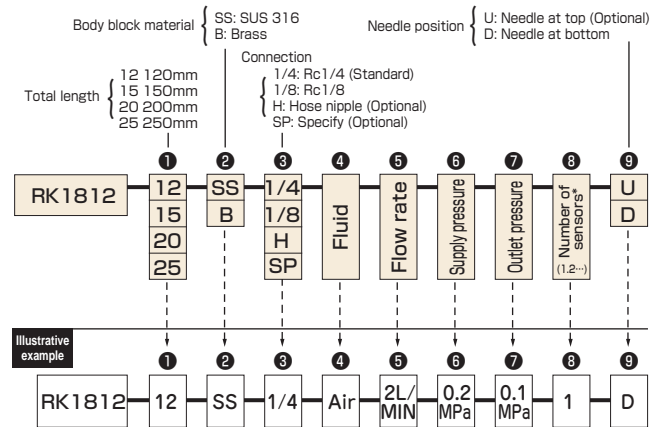 Body block material { SS: SUS 316
B: Brass
Needle position { U: Needle at top (Optional)
D: Needle at bottom
Connection
1/4: Rc1/4 (Standard)
1/8: Rc1/8
H: Hose nipple (Optional)
SP: Specify (Optional)
Total length {
12 120mm
15 150mm
20 200mm
25 250mm
❶ ❷ ❸ ❹ ❺ ❻ ❼ ❽ ❾
RK1812
12
15
20
25
SS
B
1/4
1/8
H
SP
Fluid
Flow rate
Supply pressure
Outlet pressure
Number of
sensors*
(1.2…)
U
D
Illustrative
example
❶ ❷ ❸ ❹ ❺ ❻ ❼ ❽ ❾
RK1812 12 SS 1/4 Air 2L/MIN 0.2 MPa 0.1 MPa 1 D